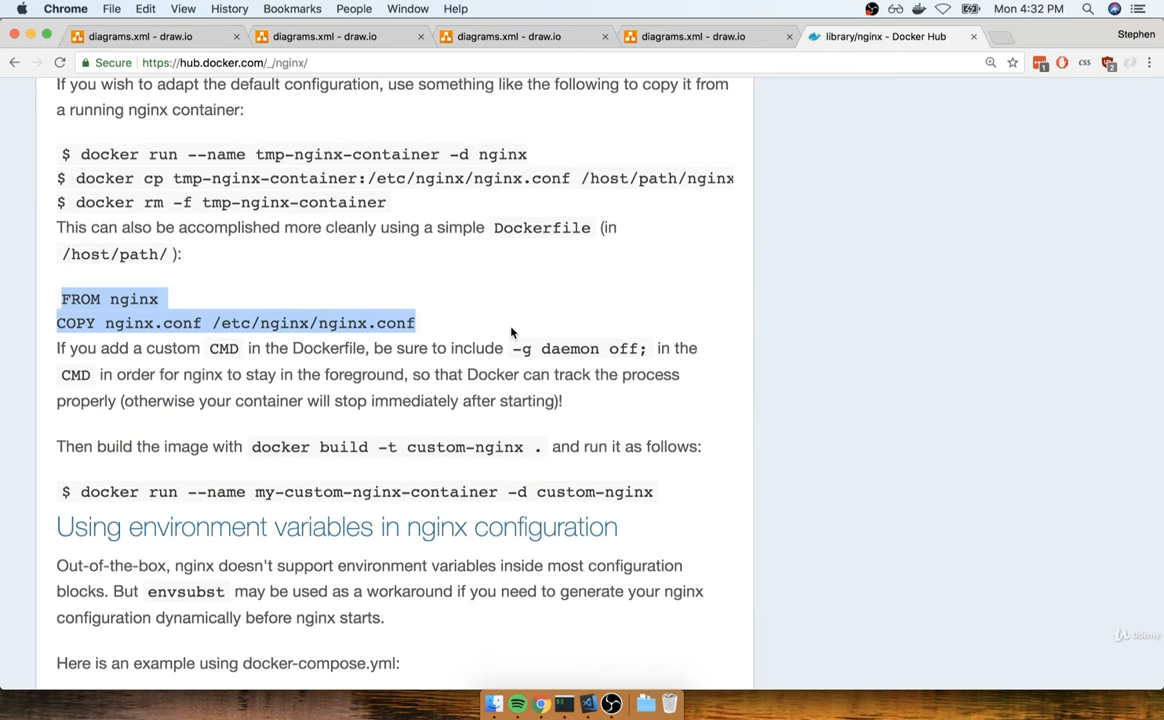 Chrome File Edit View History Bookmarks People Window Help Mon 4:32 PM
diagrams.xml - draw.io × diagrams.xml - draw.io × diagrams.xml - draw.io × diagrams.xml - draw.io × library/nginx - Docker Hub × Stephen
Secure https://hub.docker.com/_/nginx/ 1 CSS 2
If you wish to adapt the default configuration, use something like the following to copy it from
a running nginx container:
$ docker run --name tmp-nginx-container -d nginx
$ docker cp tmp-nginx-container:/etc/nginx/nginx.conf /host/path/nginx
$ docker rm -f tmp-nginx-container
This can also be accomplished more cleanly using a simple Dockerfile (in
/host/path/ ):
FROM nginx
COPY nginx.conf /etc/nginx/nginx.conf
If you add a custom CMD in the Dockerfile, be sure to include -g daemon off; in the
CMD in order for nginx to stay in the foreground, so that Docker can track the process
properly (otherwise your container will stop immediately after starting)!
Then build the image with docker build -t custom-nginx . and run it as follows:
$ docker run --name my-custom-nginx-container -d custom-nginx
Using environment variables in nginx configuration
Out-of-the-box, nginx doesn't support environment variables inside most configuration
blocks. But envsubst may be used as a workaround if you need to generate your nginx
configuration dynamically before nginx starts.
Here is an example using docker-compose.yml:
Udemy